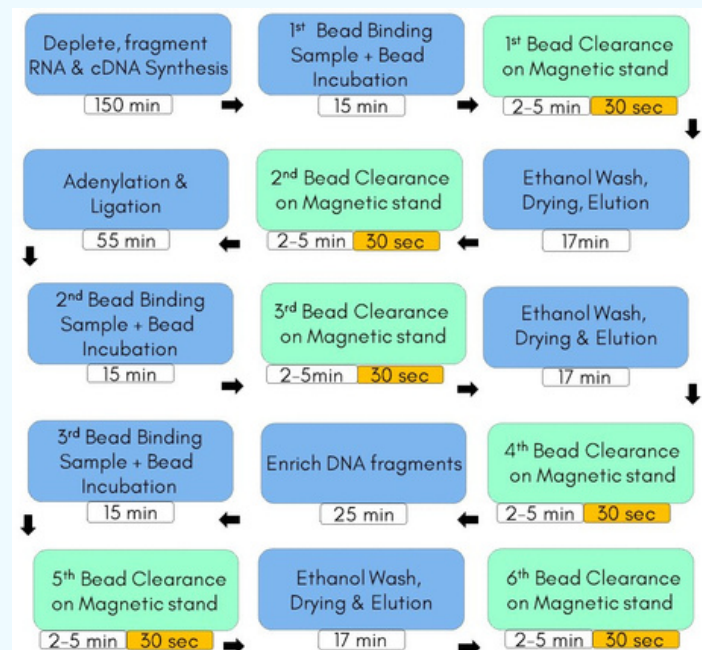 Deplete, fragment
RNA & cDNA Synthesis
150 min
1st Bead Binding
Sample + Bead
Incubation
15 min
1st Bead Clearance
on Magnetic stand
2-5 min 30 sec
Ethanol Wash,
Drying, Elution
17min
2nd Bead Clearance
on Magnetic stand
2-5 min 30 sec
Adenylation &
Ligation
55 min
2nd Bead Binding
Sample + Bead
Incubation
15 min
3rd Bead Clearance
on Magnetic stand
2-5min 30 sec
Ethanol Wash,
Drying & Elution
17 min
4th Bead Clearance
on Magnetic stand
2-5 min 30 sec
Enrich DNA fragments
25 min
3rd Bead Binding
Sample + Bead
Incubation
15 min
5th Bead Clearance
on Magnetic stand
2-5 min 30 sec
Ethanol Wash,
Drying & Elution
17 min
6th Bead Clearance
on Magnetic stand
2-5 min 30 sec